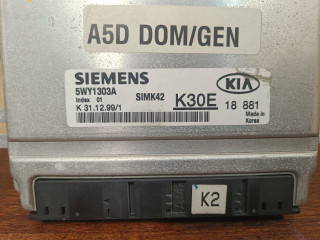 A5D DOM/GEN
SIEMENS
5WY1303A
Index 01
K 31.12.99/1
SIMK42
K30E
KIA
18 881
Made in
Korea
K2